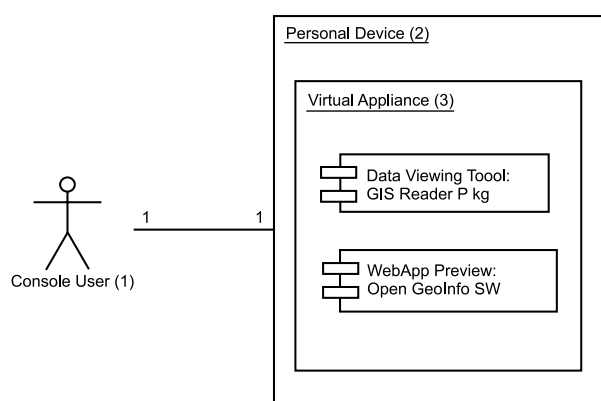 Personal Device (2)
Virtual Appliance (3)
Data Viewing Toool:
GIS Reader P kg
1 1
WebApp Preview:
Open GeoInfo SW
Console User (1)